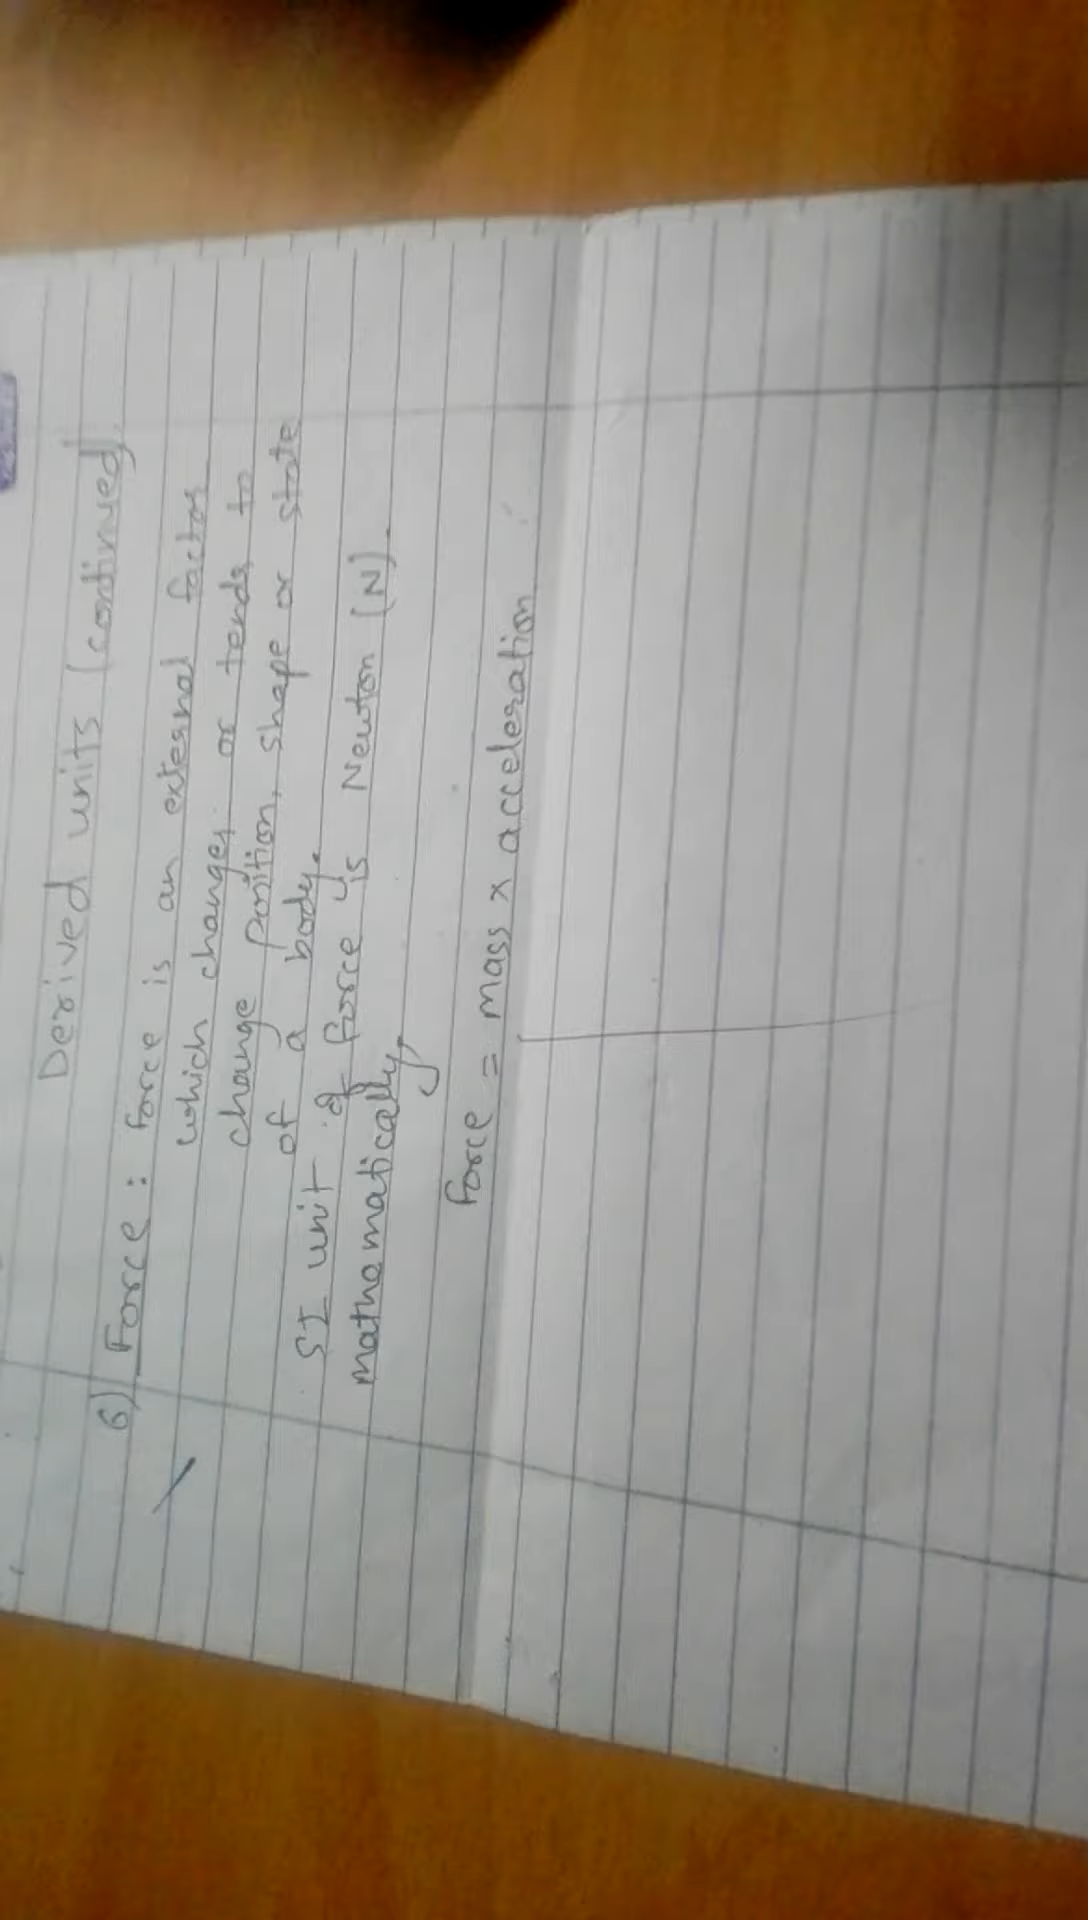 Derived units (continued)
6) Force : Force is an external factor
which changes or tends to
change position, shape or state
of a body.
SI unit of force is Newton (N).
mathematically,
Force = mass × acceleration